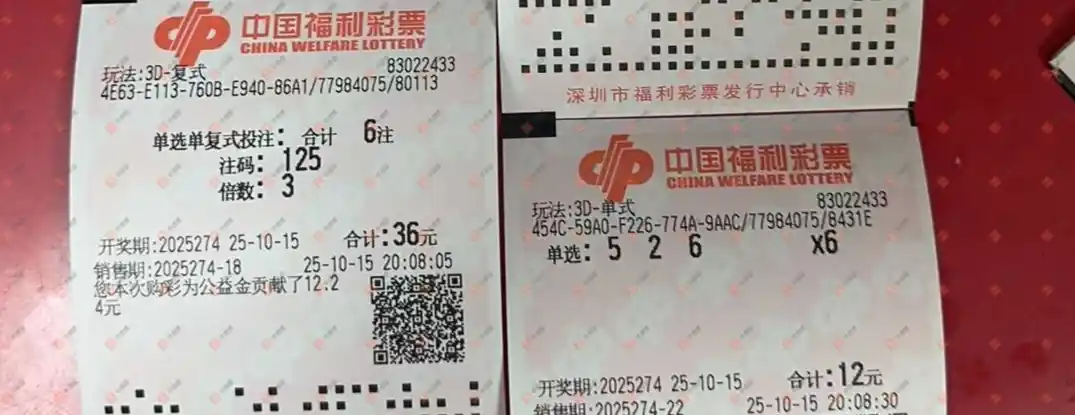 中国福利彩票
CHINA WELFARE LOTTERY
玩法:3D-复式 83022433
4E63-E113-760B-E940-86A1/77984075/80113
单选单复式投注: 合计 6注
注码: 125
倍数: 3
开奖期:2025274 25-10-15 合计:36元
销售期:2025274-18 25-10-15 20:08:05
您本次购彩为公益金贡献了12.2
4元
深圳市福利彩票发行中心承销
中国福利彩票
CHINA WELFARE LOTTERY
玩法:3D-单式 83022433
454C-59A0-F226-774A-9AAC/77984075/8431E
单选: 5 2 6 x6
开奖期:2025274 25-10-15 合计:12元
销售期:2025274-22 25-10-15 20:08:30